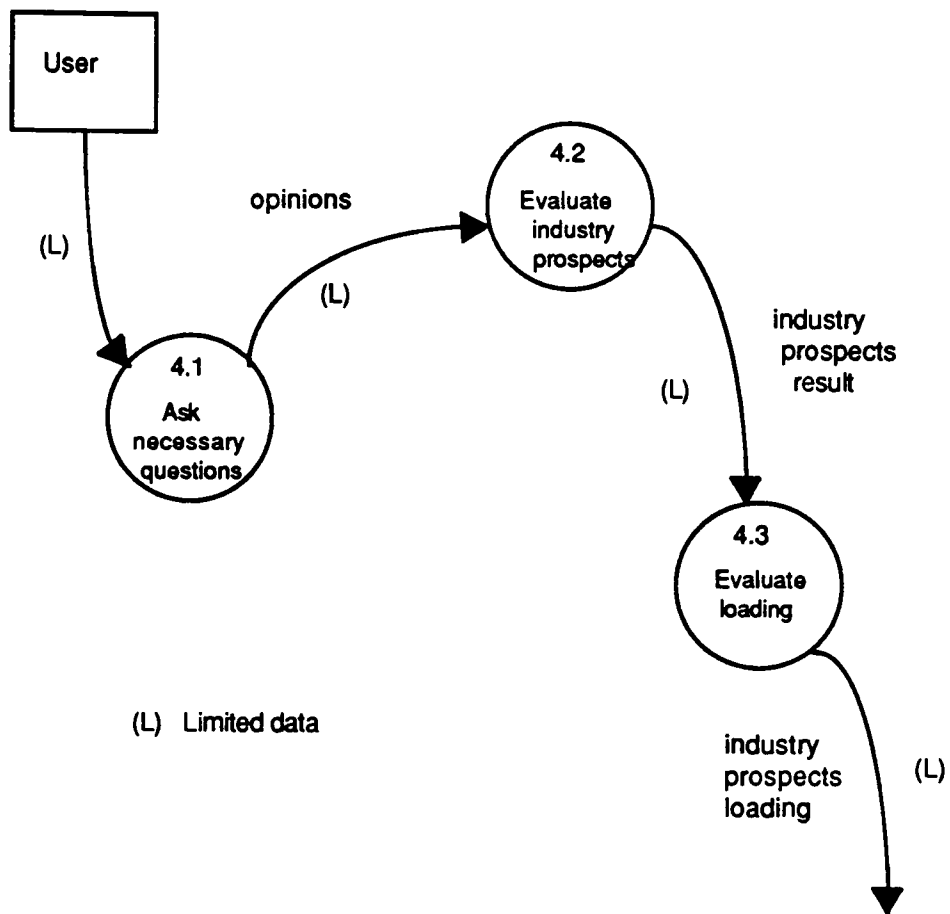 User
4.2
Evaluate
industry
prospects
opinions
(L)
(L)
industry
prospects
result
4.1
Ask
necessary
questions
(L)
4.3
Evaluate
loading
(L) Limited data
industry
prospects
loading
(L)